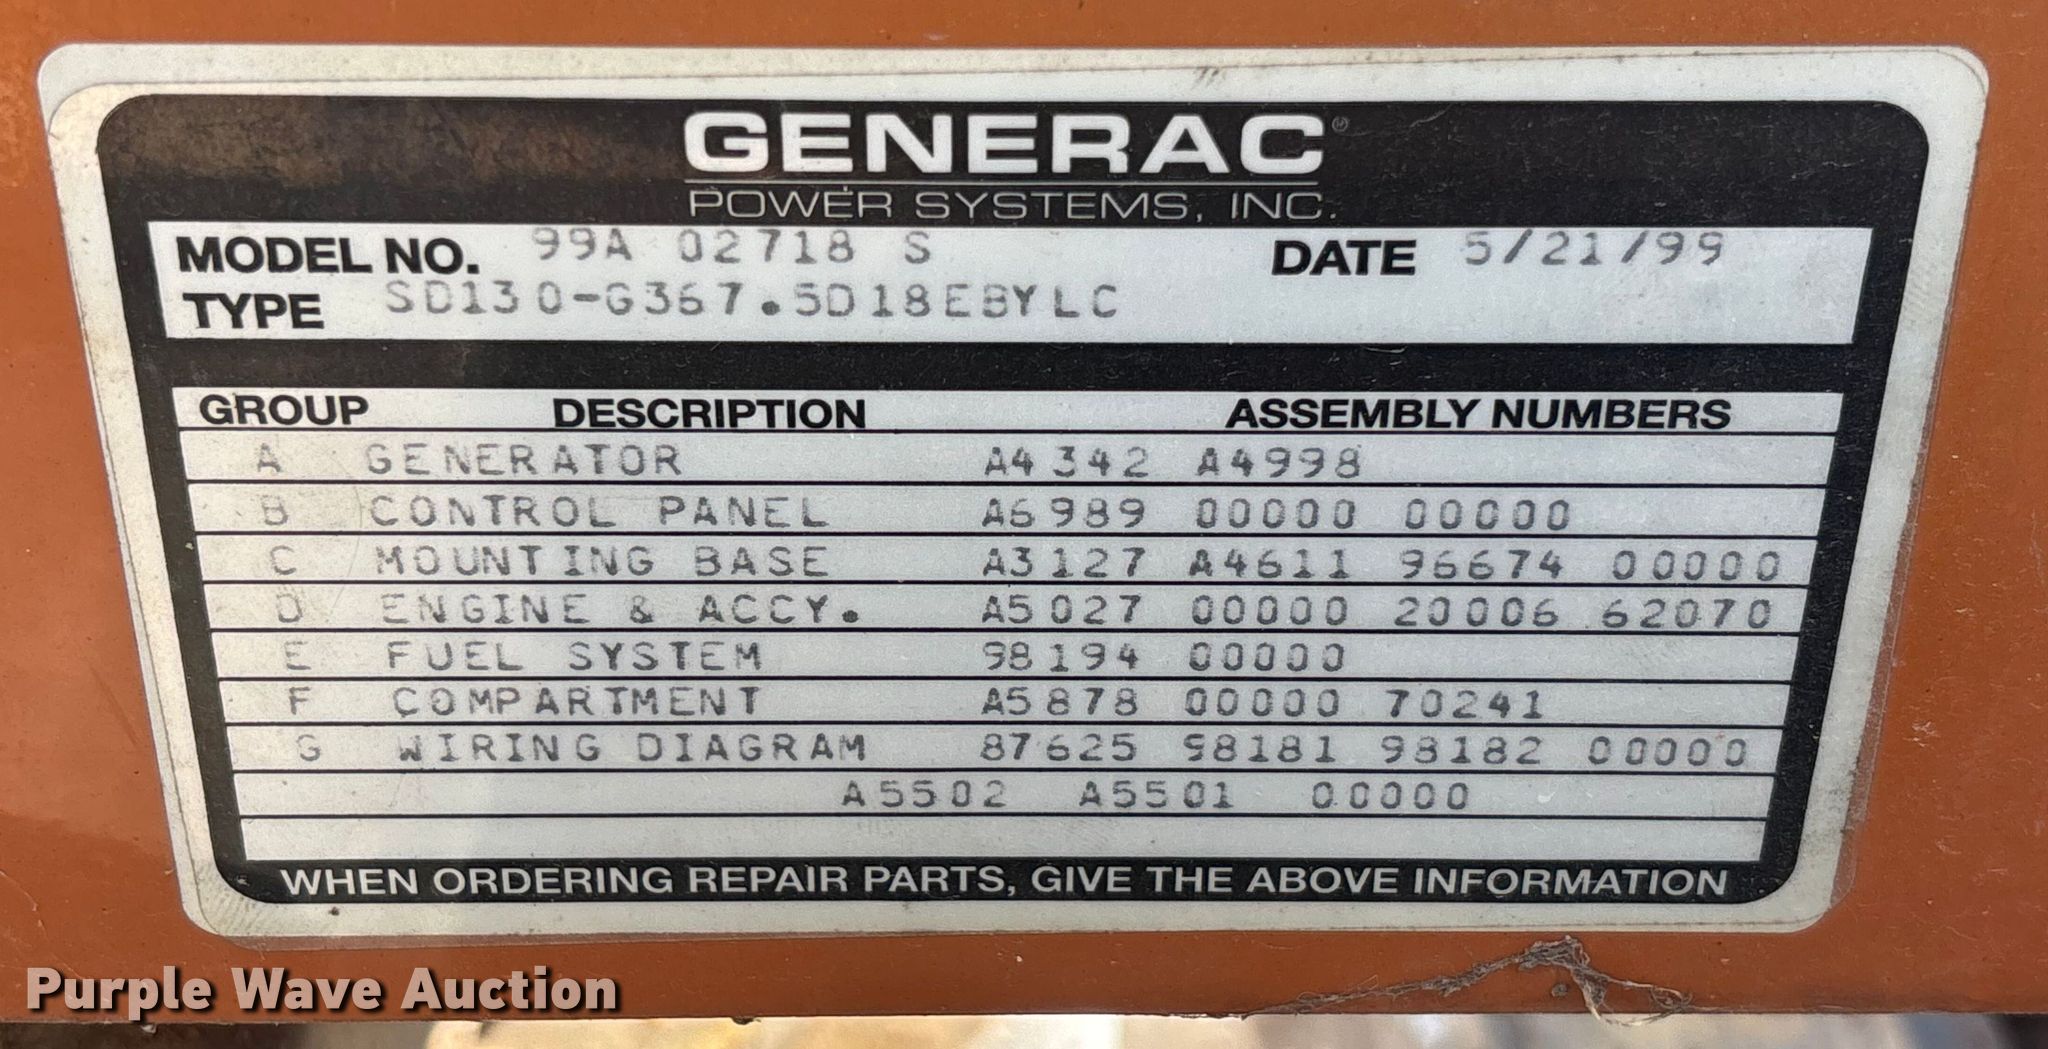 GENERAC®
POWER SYSTEMS, INC.
MODEL NO. 99A 02718 S DATE 5/21/99
TYPE SD130-G367.5D18EBYLC
GROUP DESCRIPTION ASSEMBLY NUMBERS
A GENERATOR A4342 A4998
B CONTROL PANEL A6989 00000 00000
C MOUNTING BASE A3127 A4611 96674 00000
D ENGINE & ACCY. A5027 00000 20006 62070
E FUEL SYSTEM 98194 00000
F COMPARTMENT A5878 00000 70241
G WIRING DIAGRAM 87625 98181 98182 00000
A5502 A5501 00000
WHEN ORDERING REPAIR PARTS, GIVE THE ABOVE INFORMATION
Purple Wave Auction